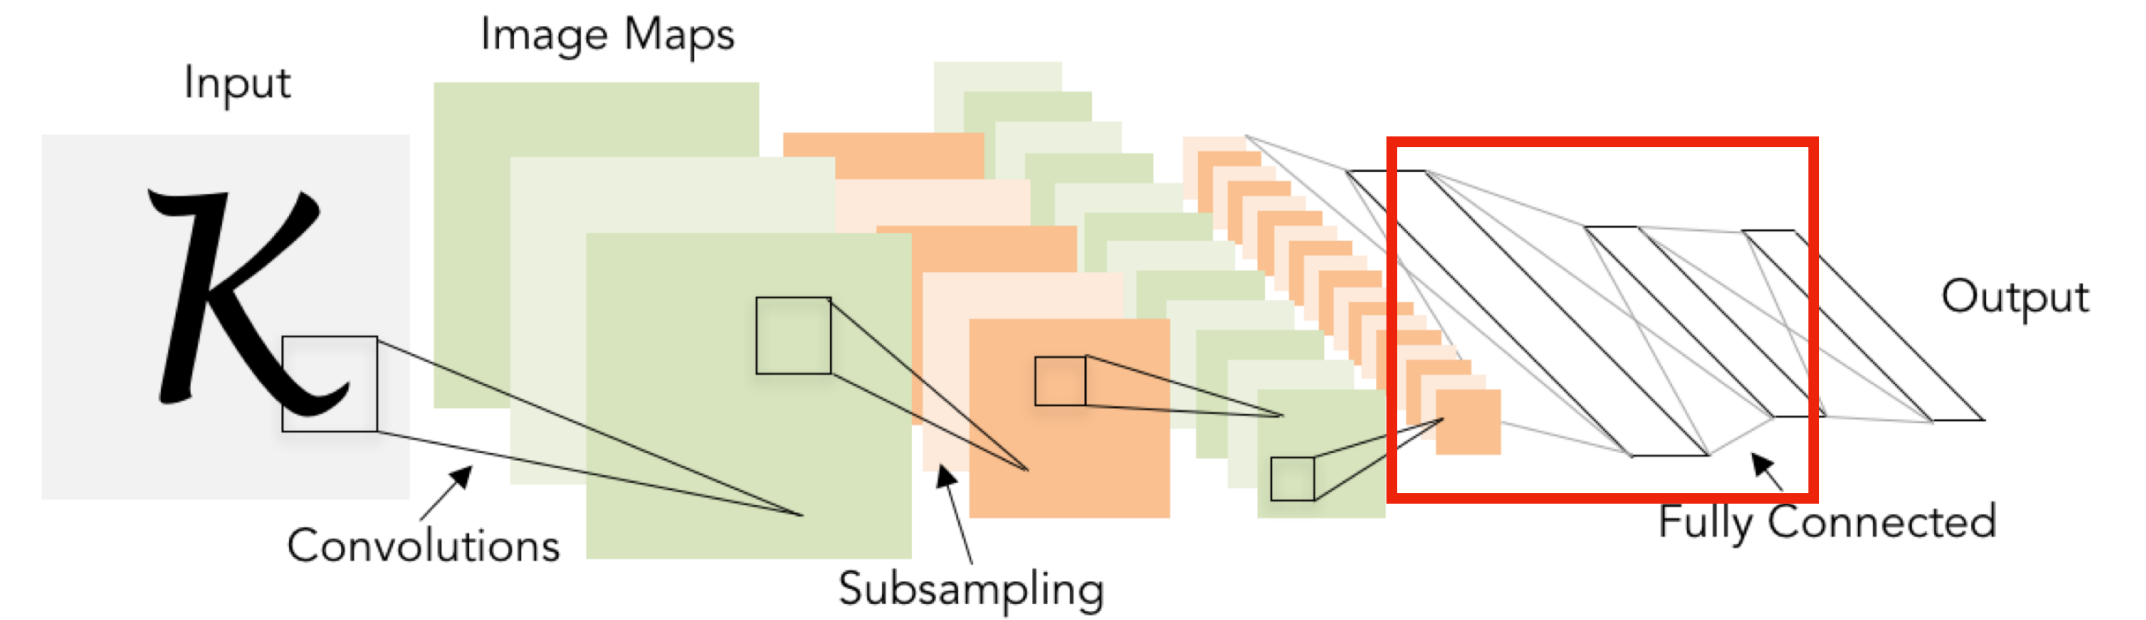 Image Maps
Input
K
Output
Convolutions
Fully Connected
Subsampling